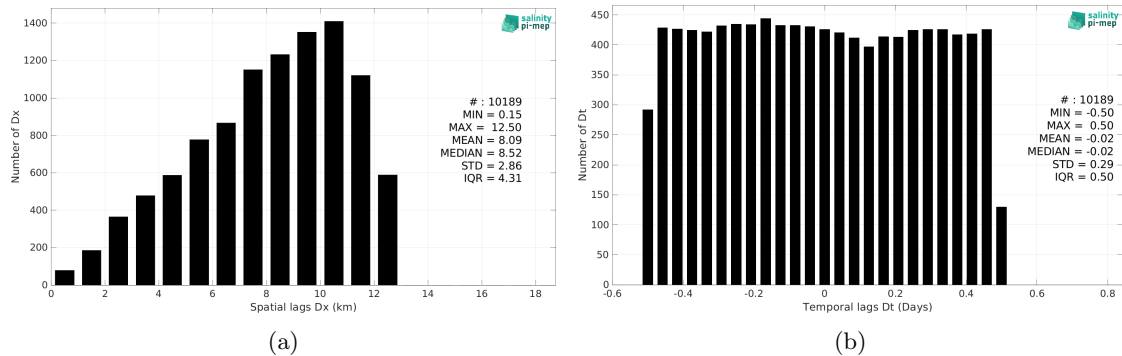 1400
1200
1000
800
600
400
200
0
Number of Dx
0 2 4 6 8 10 12 14 16 18
Spatial lags Dx (km)
salinity
pi-mep
# : 10189
MIN = 0.15
MAX = 12.50
MEAN = 8.09
MEDIAN = 8.52
STD = 2.86
IQR = 4.31
(a)
450
400
350
300
250
200
150
100
50
0
Number of Dt
-0.6 -0.4 -0.2 0 0.2 0.4 0.6 0.8
Temporal lags Dt (Days)
salinity
pi-mep
# : 10189
MIN = -0.50
MAX = 0.50
MEAN = -0.02
MEDIAN = -0.02
STD = 0.29
IQR = 0.50
(b)